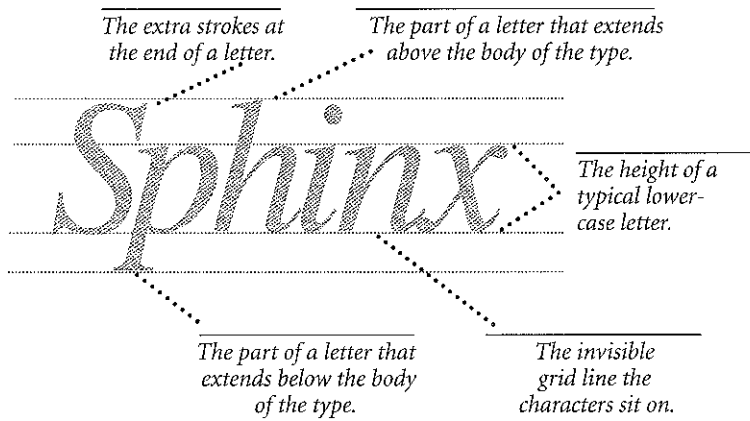 The extra strokes at
the end of a letter.
The part of a letter that extends
above the body of the type.
Sphinx
The height of a
typical lower-
case letter.
The part of a letter that
extends below the body
of the type.
The invisible
grid line the
characters sit on.